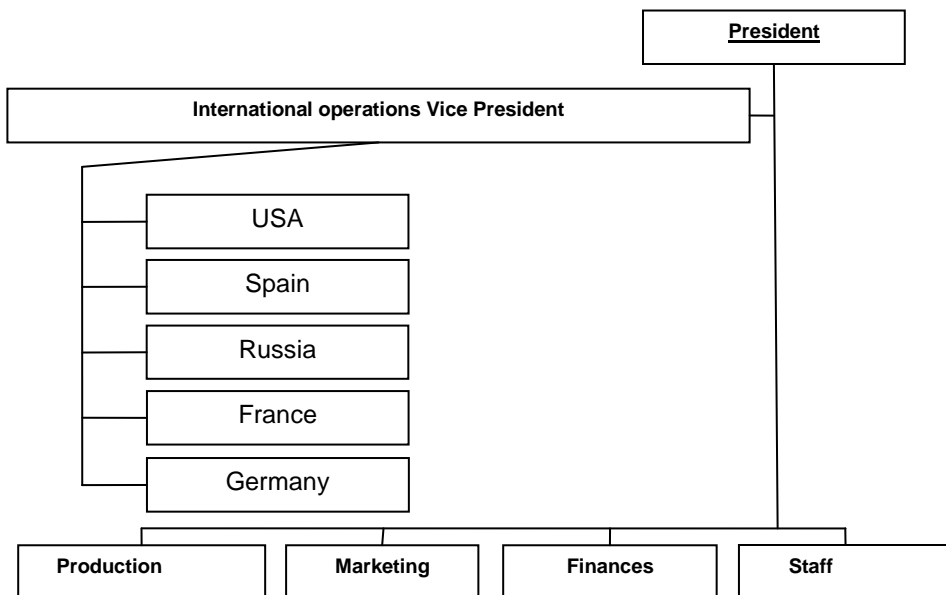 President
International operations Vice President
USA
Spain
Russia
France
Germany
Production
Marketing
Finances
Staff